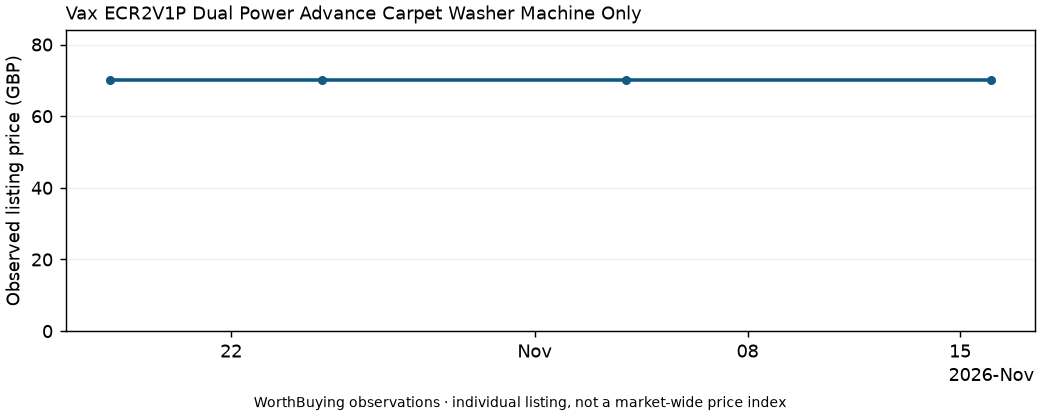 Vax ECR2V1P Dual Power Advance Carpet Washer Machine Only
Observed listing price (GBP)
80
60
40
20
0
22
Nov
08
15
2026-Nov
WorthBuying observations · individual listing, not a market-wide price index